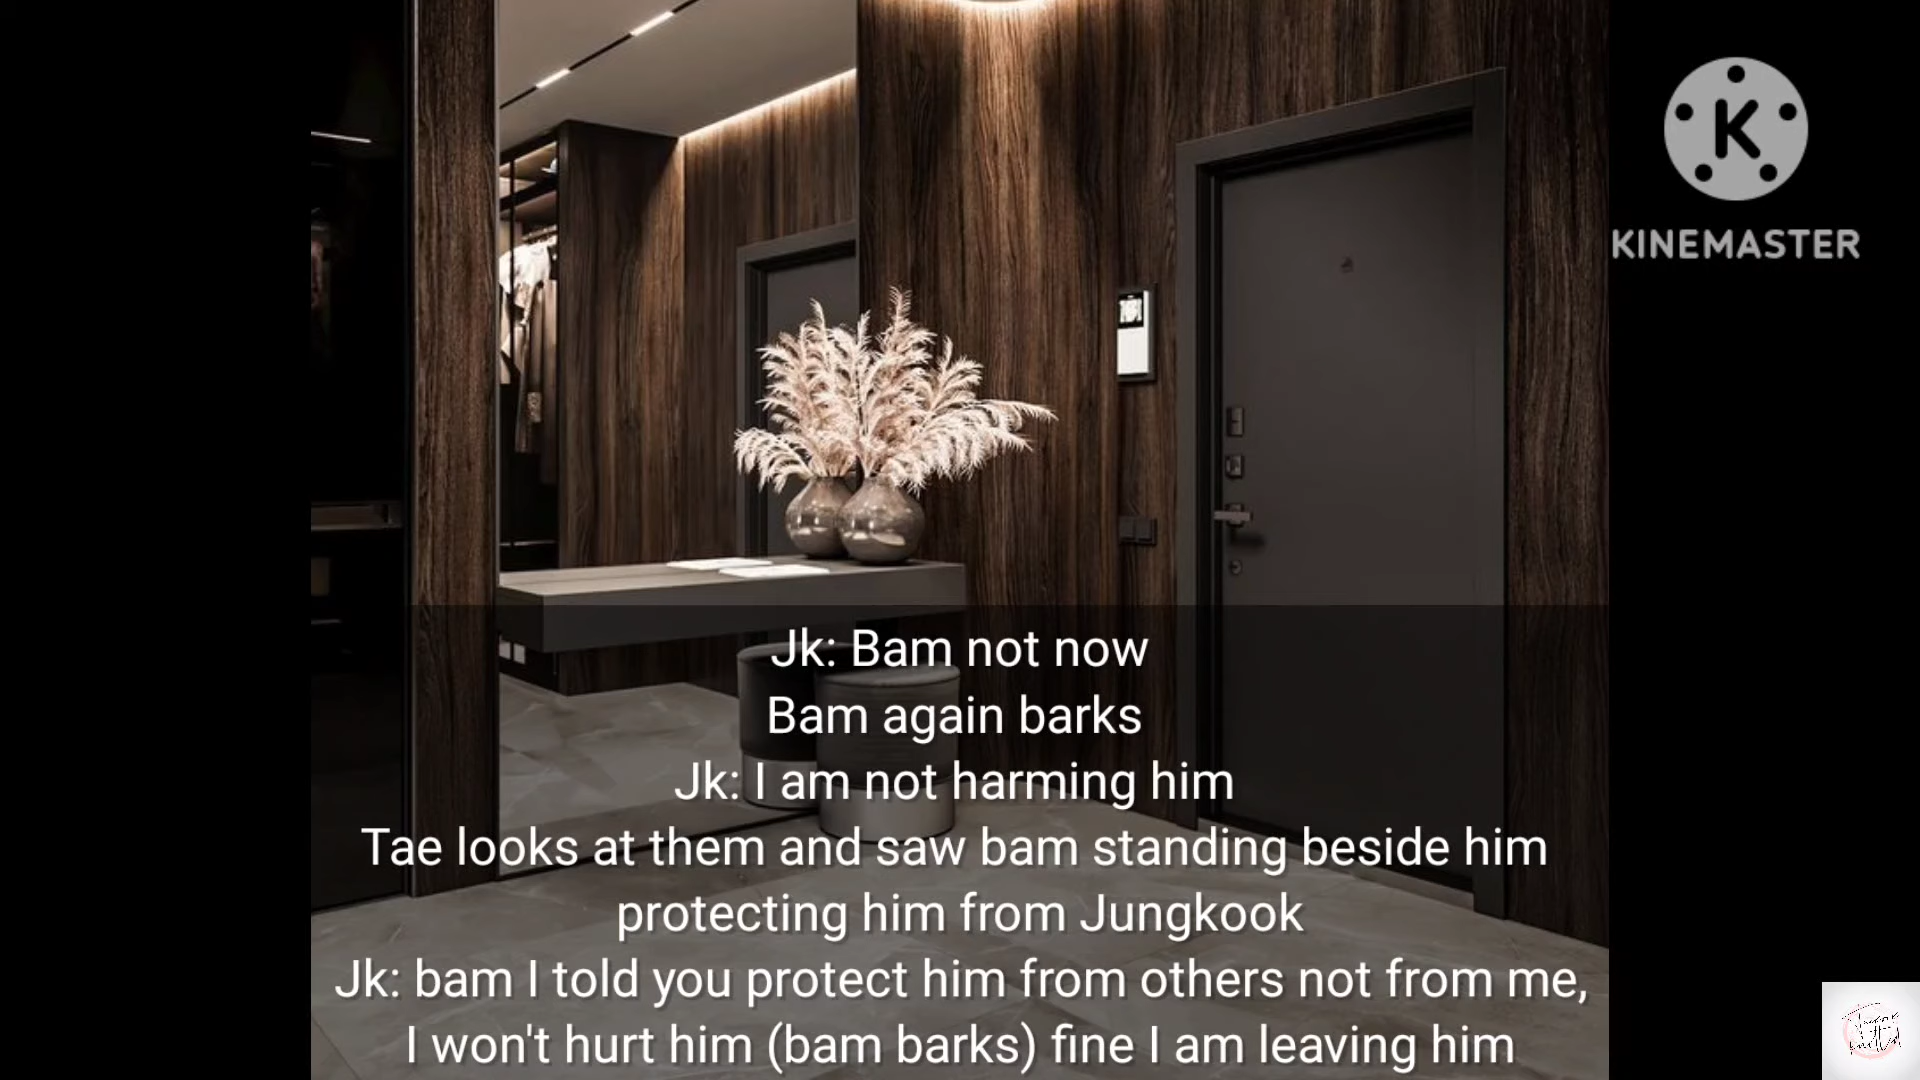 K
KINEMASTER
Jk: Bam not now
Bam again barks
Jk: I am not harming him
Tae looks at them and saw bam standing beside him
protecting him from Jungkook
Jk: bam I told you protect him from others not from me,
I won't hurt him (bam barks) fine I am leaving him